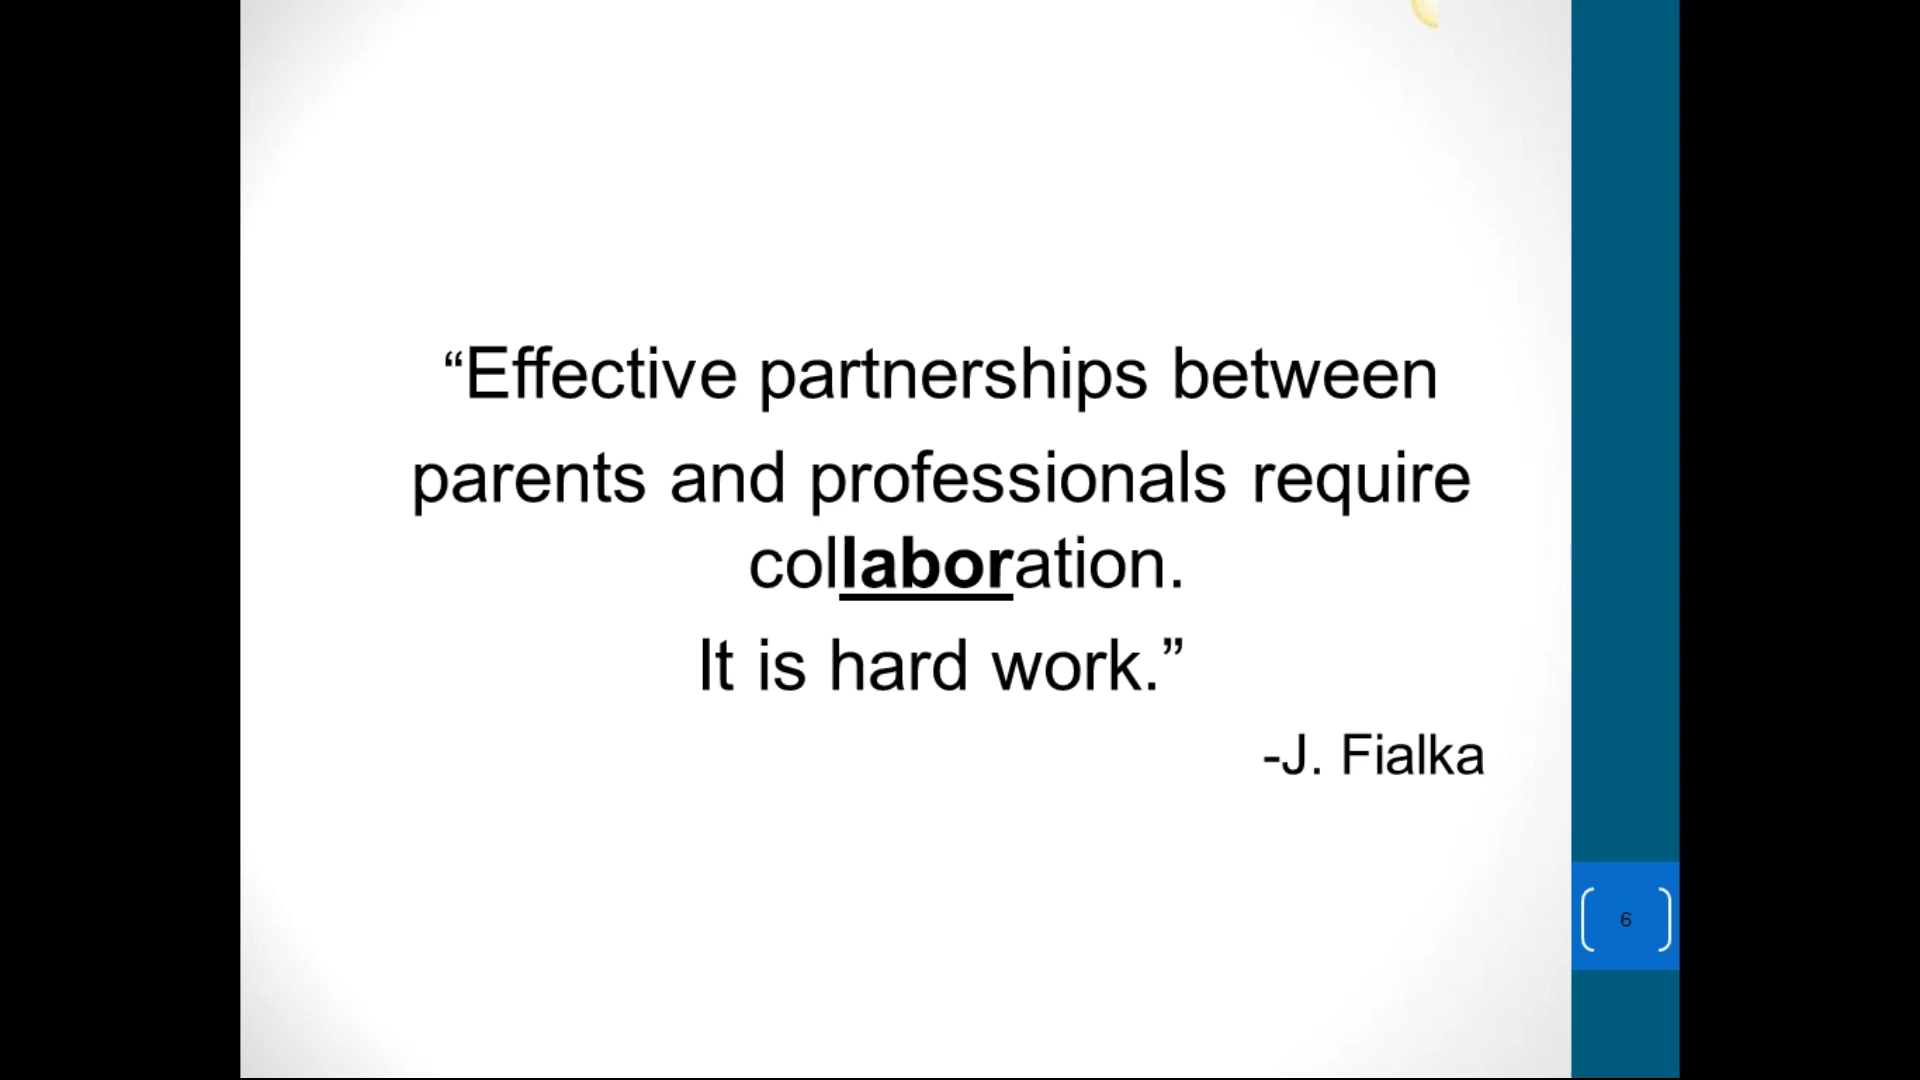 “Effective partnerships between
parents and professionals require
collaboration.
It is hard work.”
-J. Fialka
6